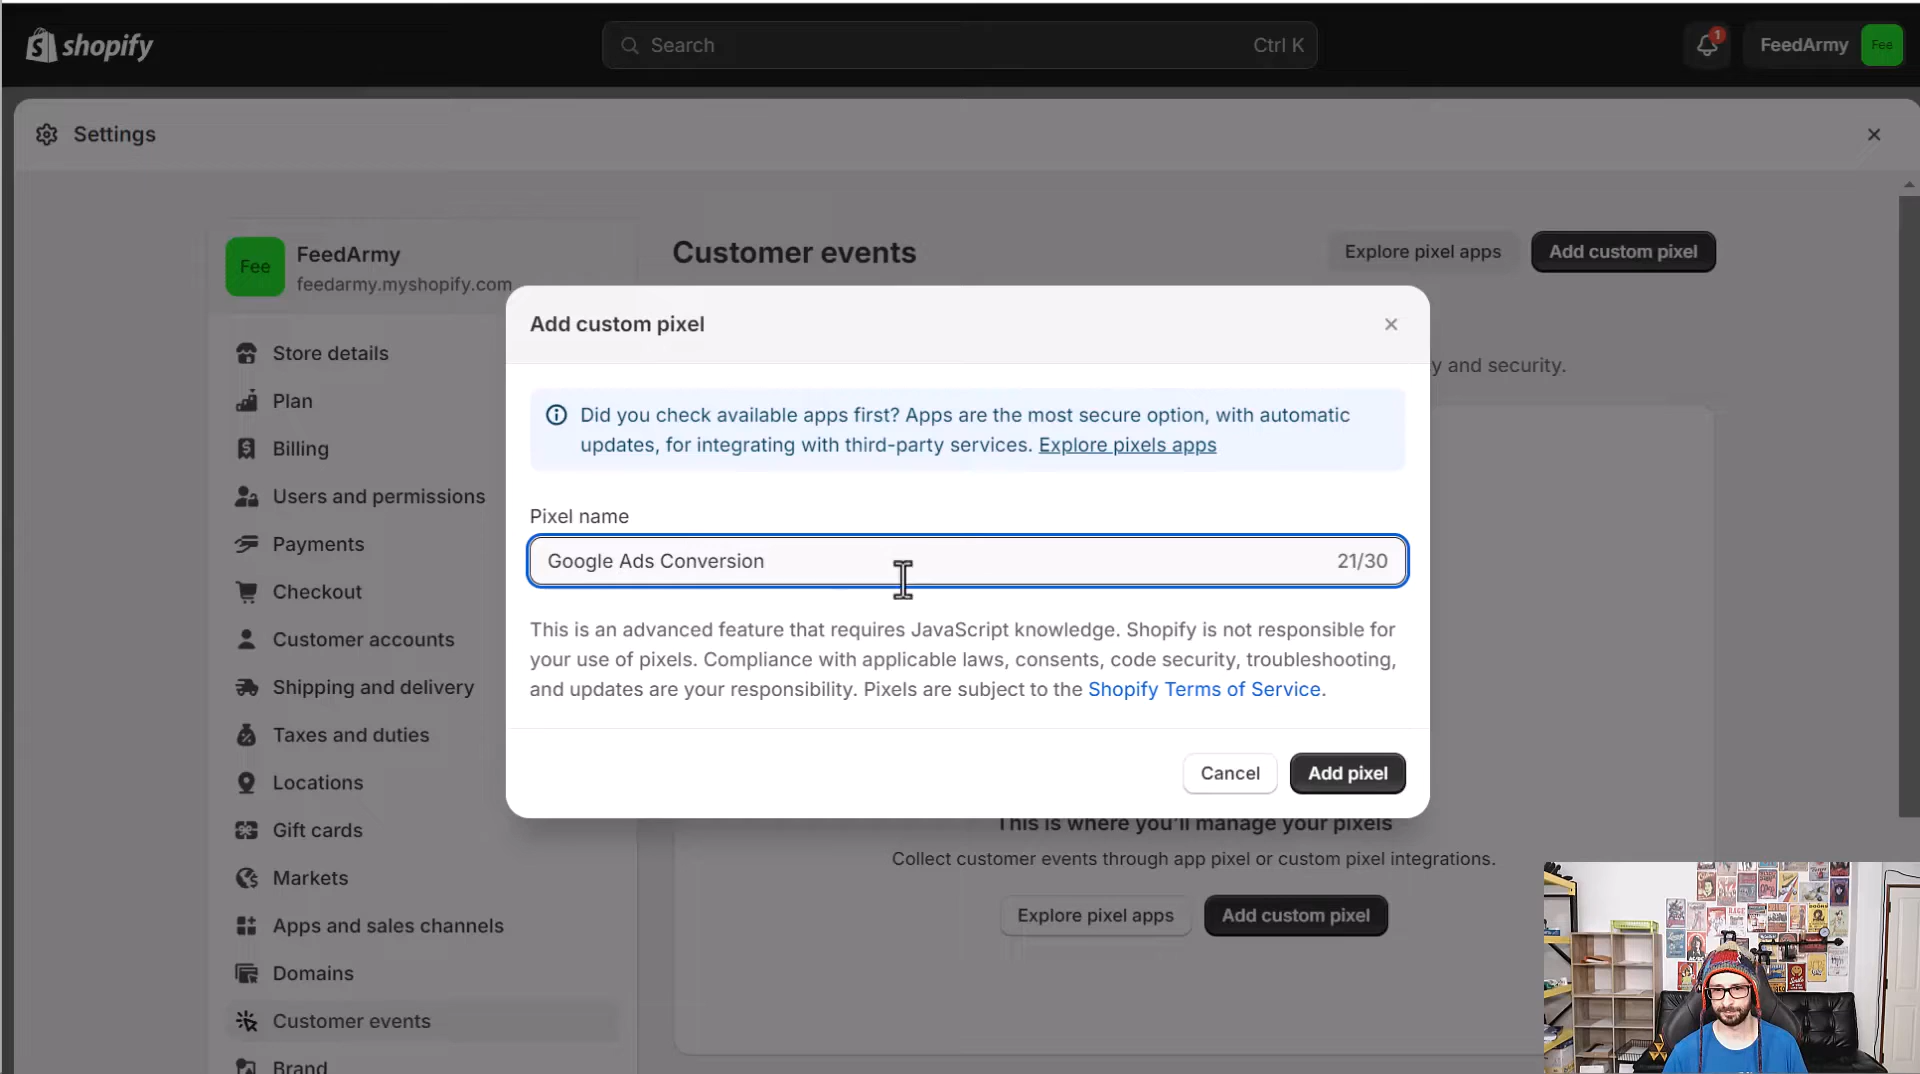 shopify
Search
Ctrl K
1
FeedArmy
Fee
Settings
Fee
FeedArmy
feedarmy.myshopify.com
Store details
Plan
Billing
Users and permissions
Payments
Checkout
Customer accounts
Shipping and delivery
Taxes and duties
Locations
Gift cards
Markets
Apps and sales channels
Domains
Customer events
Brand
Customer events
Explore pixel apps
Add custom pixel
y and security.
Add custom pixel
Did you check available apps first? Apps are the most secure option, with automatic
updates, for integrating with third-party services. Explore pixels apps
Pixel name
Google Ads Conversion
21/30
This is an advanced feature that requires JavaScript knowledge. Shopify is not responsible for
your use of pixels. Compliance with applicable laws, consents, code security, troubleshooting,
and updates are your responsibility. Pixels are subject to the Shopify Terms of Service.
Cancel
Add pixel
This is where you'll manage your pixels
Collect customer events through app pixel or custom pixel integrations.
Explore pixel apps
Add custom pixel